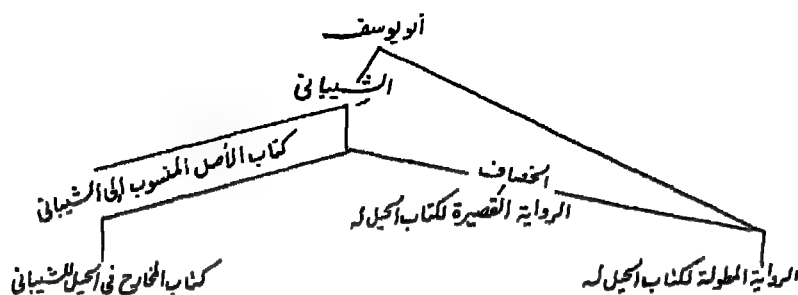 أبو يوسف
الشيباني
كتاب الأصل المنسوب إلى الشيباني
الخصاف
الرواية القصيرة لكتاب الحيل له
كتاب المخارج في الحيل للشيباني
الرواية المطولة لكتاب الحيل له